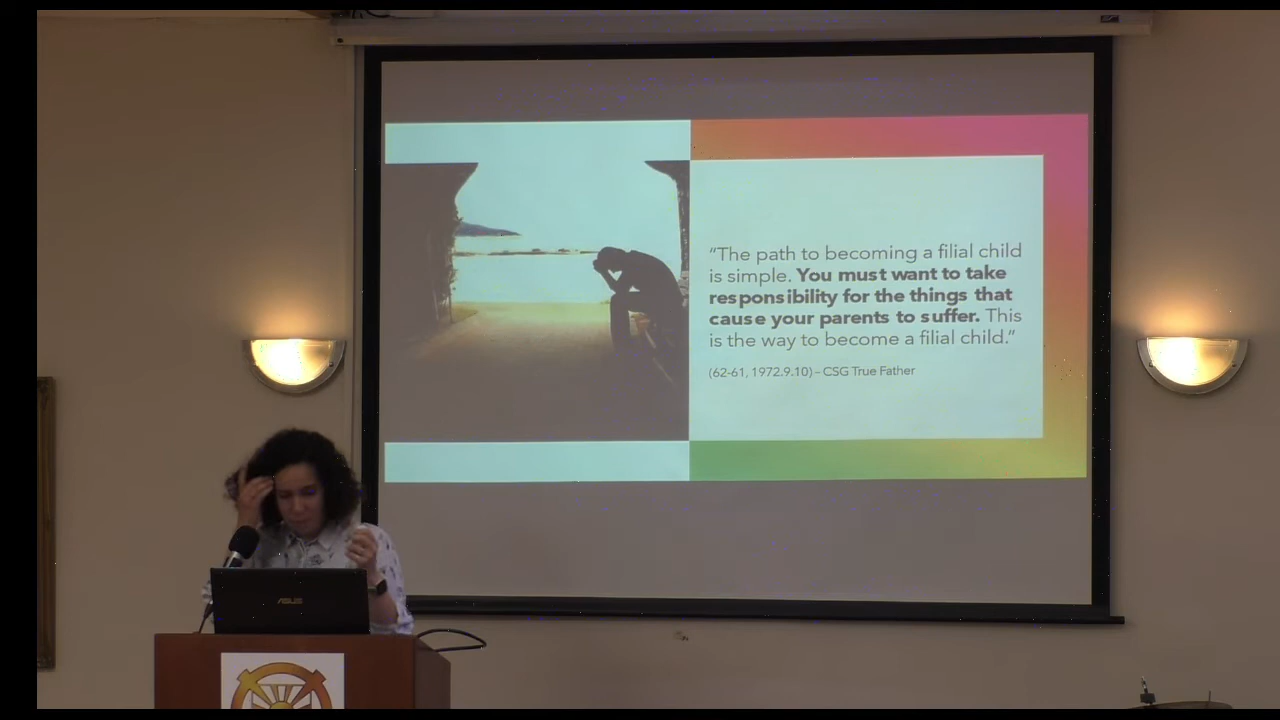 “The path to becoming a filial child
is simple. You must want to take
responsibility for the things that
cause your parents to suffer. This
is the way to become a filial child.”
(62-61, 1972.9.10) – CSG True Father
ASUS